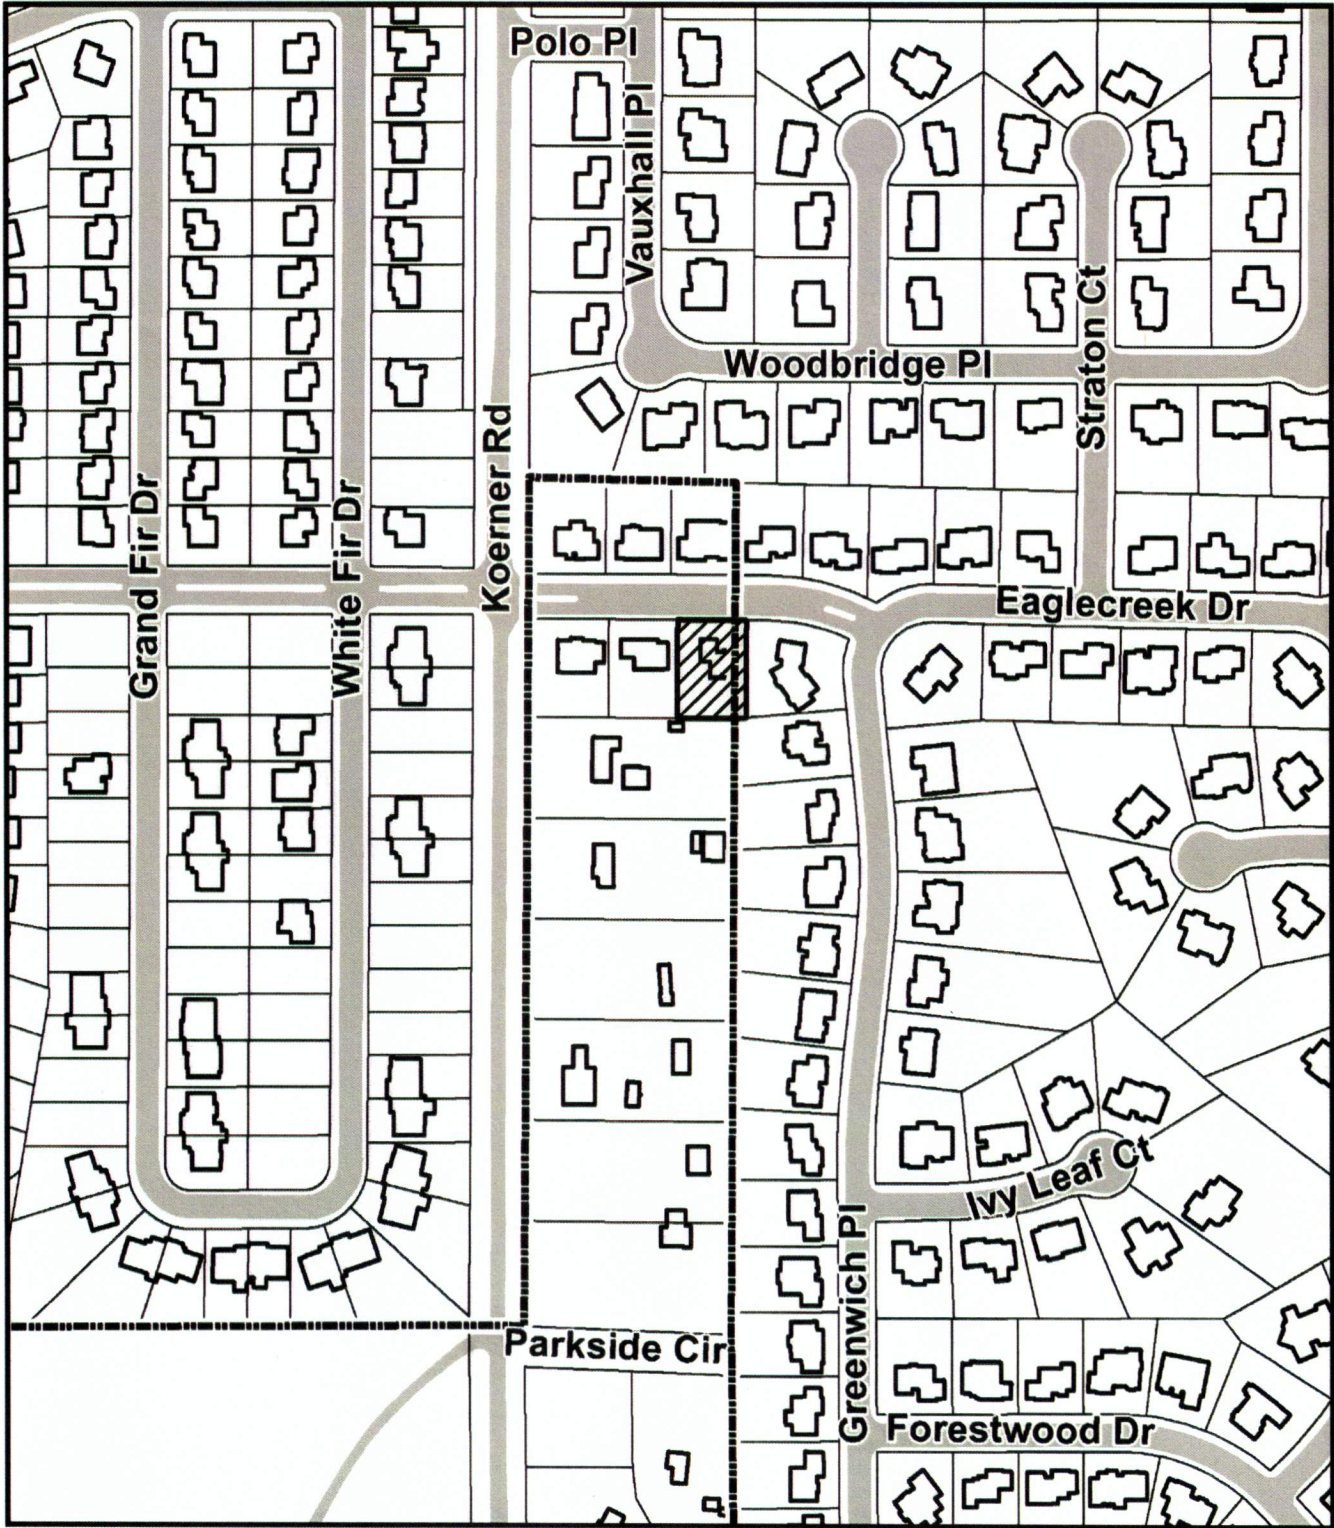 Polo Pl
Vauxhall Pl
Woodbridge Pl
Straton Ct
Koerner Rd
Grand Fir Dr
White Fir Dr
Eaglecreek Dr
Ivy Leaf Ct
Greenwich Pl
Parkside Cir
Forestwood Dr